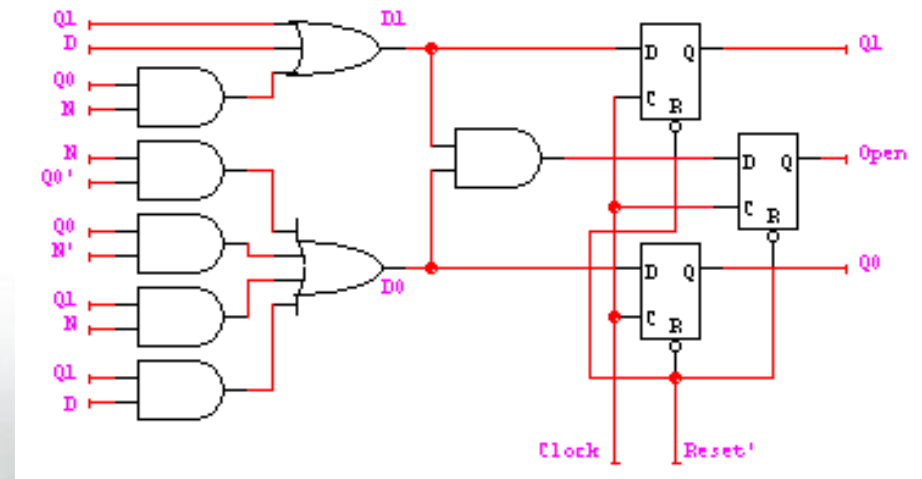 Q1 D1
D
Q0
N
D Q Q1
C R
N
Q0'
D Q Open
C R
Q0
N'
D0
D Q Q0
C R
Q1
N
Q1
D
Clock Reset'